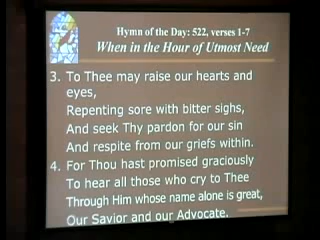 Hymn of the Day: 522, verses 1-7
When in the Hour of Utmost Need
3. To Thee may raise our hearts and
eyes,
Repenting sore with bitter sighs,
And seek Thy pardon for our sin
And respite from our griefs within.
4. For Thou hast promised graciously
To hear all those who cry to Thee
Through Him whose name alone is great,
Our Savior and our Advocate.